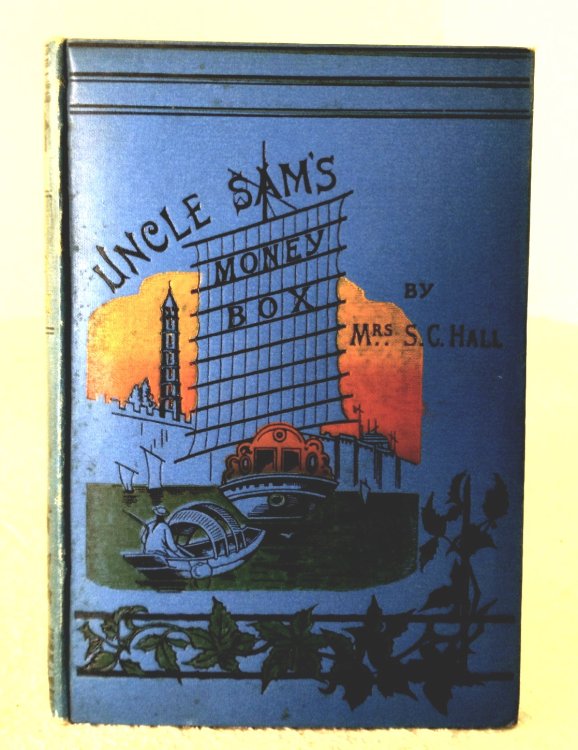 UNCLE SAM'S
MONEY
BOX
BY
MRS. S. C. HALL